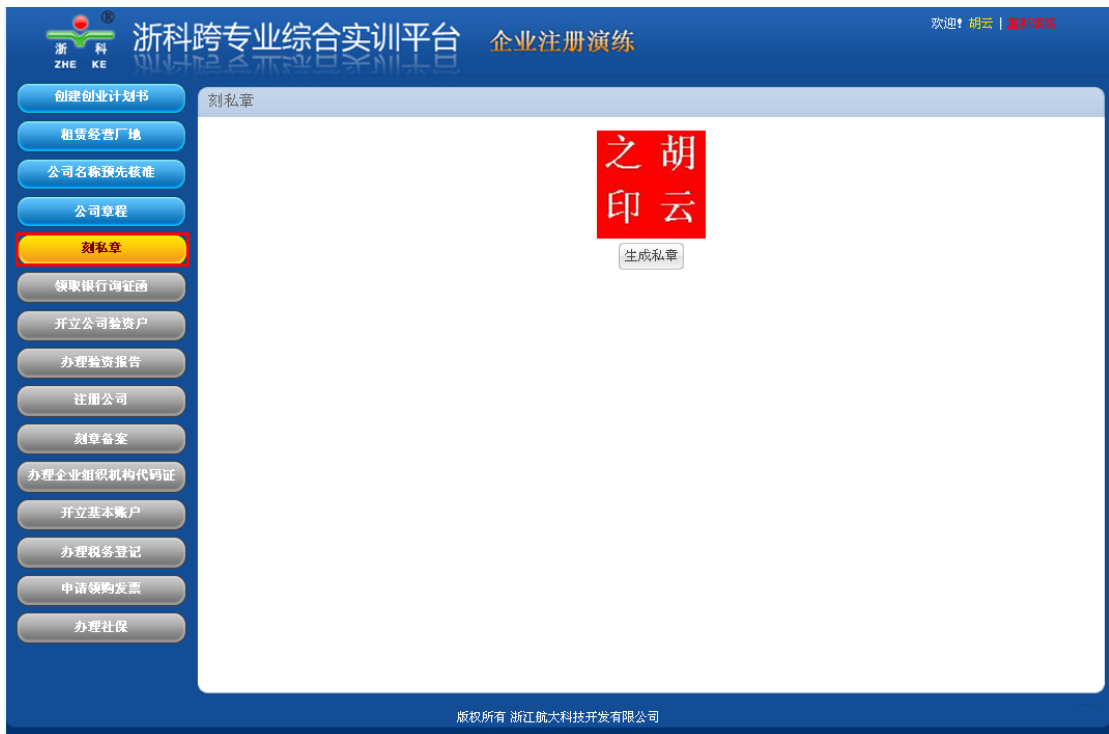 浙科
ZHE KE
®
浙科跨专业综合实训平台
企业注册演练
欢迎! 胡云 | 重新演练
创建创业计划书
租赁经营厂地
公司名称预先核准
公司章程
刻私章
领取银行询征函
开立公司验资户
办理验资报告
注册公司
刻章备案
办理企业组织机构代码证
开立基本账户
办理税务登记
申请领购发票
办理社保
刻私章
胡云
之印
生成私章
版权所有 浙江航大科技开发有限公司